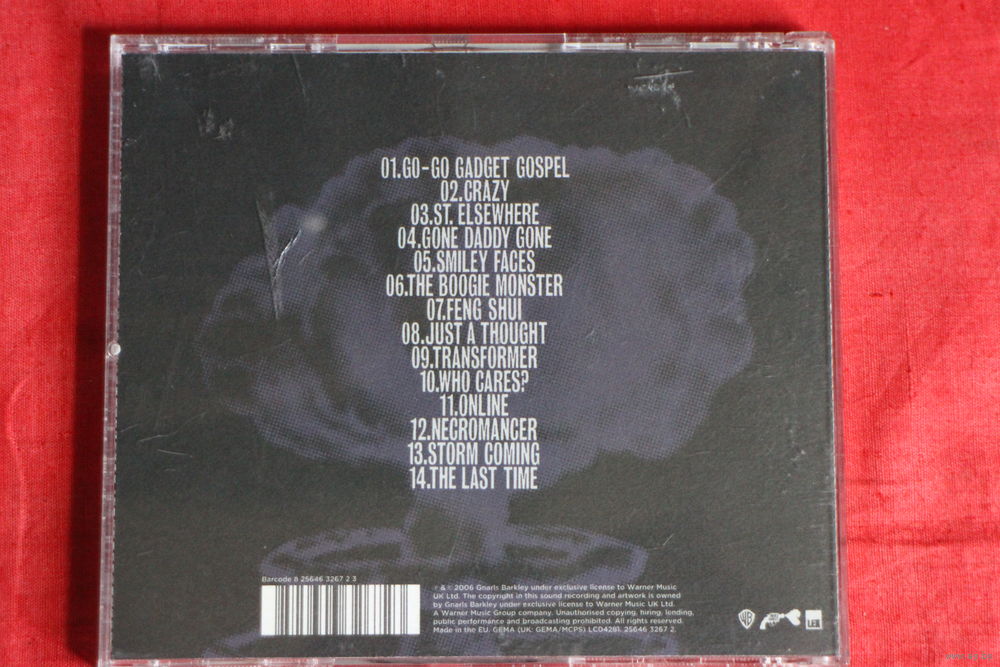 01.GO-GO GADGET GOSPEL
02.CRAZY
03.ST. ELSEWHERE
04.GONE DADDY GONE
05.SMILEY FACES
06.THE BOOGIE MONSTER
07.FENG SHUI
08.JUST A THOUGHT
09.TRANSFORMER
10.WHO CARES?
11.ONLINE
12.NECROMANCER
13.STORM COMING
14.THE LAST TIME
Barcode 8 25646 3267 2 3
℗ & © 2006 Gnarls Barkley under exclusive license to Warner Music
UK Ltd. The copyright in this sound recording and artwork is owned
by Gnarls Barkley under exclusive license to Warner Music UK Ltd.
A Warner Music Group company. Unauthorised copying, hiring, lending,
public performance and broadcasting prohibited. All rights reserved.
Made in the EU. GEMA (UK: GEMA/MCPS) LC04281. 25646 3267 2.